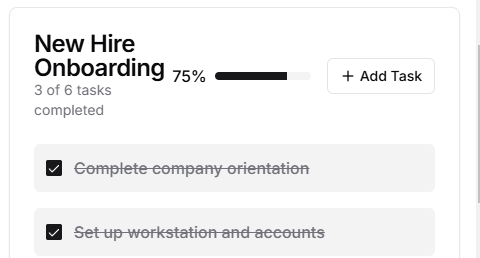 New Hire
Onboarding
75%
+ Add Task
3 of 6 tasks
completed
Complete company orientation
Set up workstation and accounts